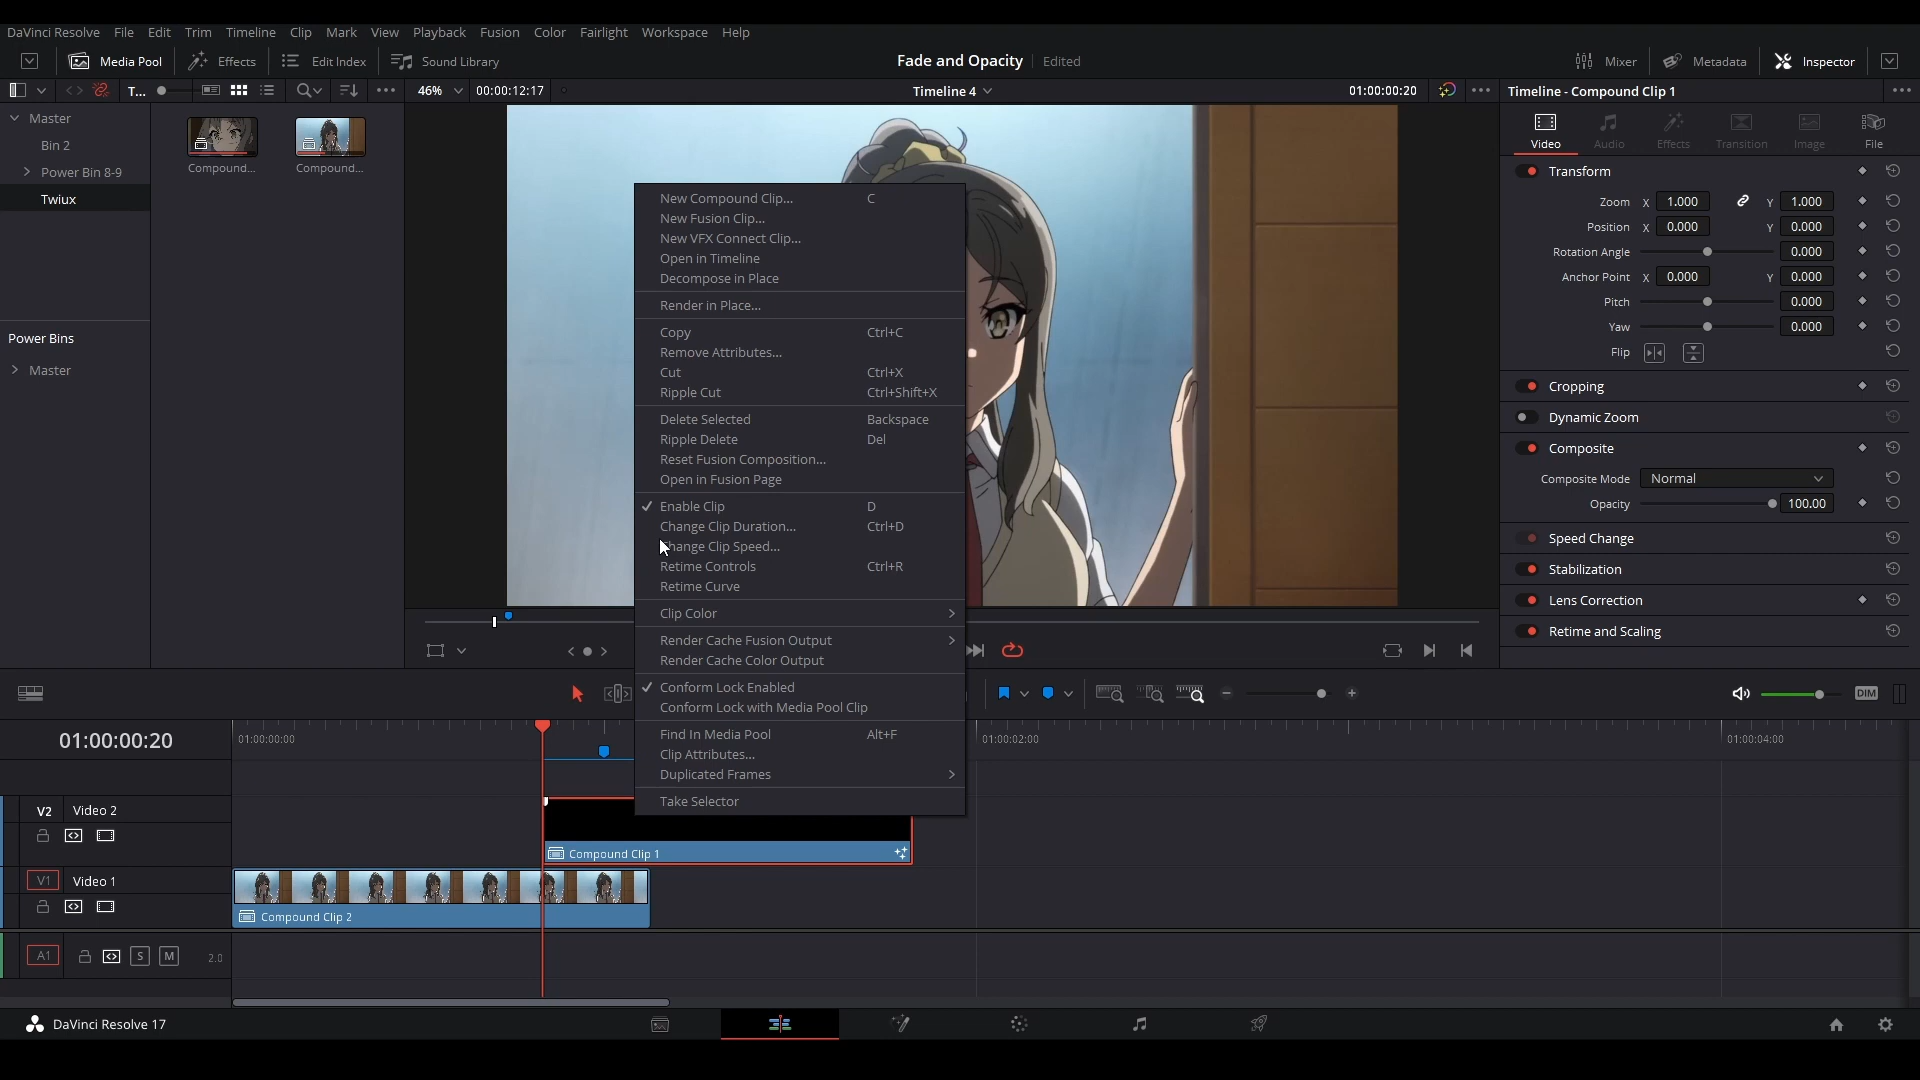 DaVinci Resolve File Edit Trim Timeline Clip Mark View Playback Fusion Color Fairlight Workspace Help
Media Pool Effects Edit Index Sound Library Fade and Opacity Edited Mixer Metadata Inspector
T... 46% 00:00:12:17 Timeline 4 01:00:00:20 Timeline - Compound Clip 1
Master
Bin 2
Power Bin 8-9
Twiux
Compound...
Compound...
Power Bins
Master
New Compound Clip... C
New Fusion Clip...
New VFX Connect Clip...
Open in Timeline
Decompose in Place
Render in Place...
Copy Ctrl+C
Remove Attributes...
Cut Ctrl+X
Ripple Cut Ctrl+Shift+X
Delete Selected Backspace
Ripple Delete Del
Reset Fusion Composition...
Open in Fusion Page
Enable Clip D
Change Clip Duration... Ctrl+D
Change Clip Speed...
Retime Controls Ctrl+R
Retime Curve
Clip Color
Render Cache Fusion Output
Render Cache Color Output
Conform Lock Enabled
Conform Lock with Media Pool Clip
Find In Media Pool Alt+F
Clip Attributes...
Duplicated Frames
Take Selector
Video Audio Effects Transition Image File
Transform
Zoom X 1.000 Y 1.000
Position X 0.000 Y 0.000
Rotation Angle 0.000
Anchor Point X 0.000 Y 0.000
Pitch 0.000
Yaw 0.000
Flip
Cropping
Dynamic Zoom
Composite
Composite Mode Normal
Opacity 100.00
Speed Change
Stabilization
Lens Correction
Retime and Scaling
DIM
01:00:00:20 01:00:00:00 01:00:02:00 01:00:04:00
V2 Video 2
Compound Clip 1
V1 Video 1
Compound Clip 2
A1 S M 2.0
DaVinci Resolve 17